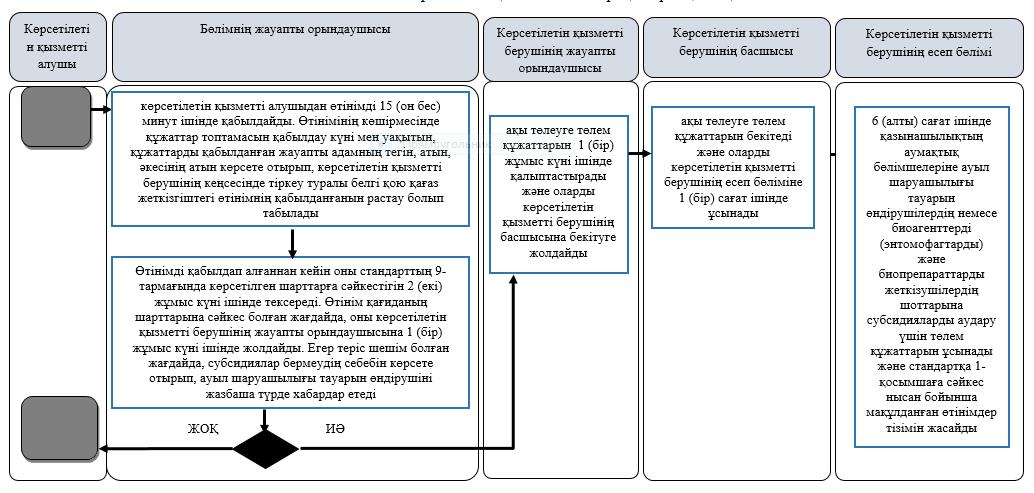 Көрсетілеті
н қызметті
алушы
Бөлімнің жауапты орындаушысы
Көрсетілетін қызметті
берушінің жауапты
орындаушысы
Көрсетілетін қызметті
берушінің басшысы
Көрсетілетін қызметті
берушінің есеп бөлімі
көрсетілетін қызметті алушыдан өтінімді 15 (он бес)
минут ішінде қабылдайды. Өтінімінің көшірмесінде
құжаттар топтамасын қабылдау күні мен уақытын,
құжаттарды қабылданған жауапты адамның тегін, атын,
әкесінің атын көрсете отырып, көрсетілетін қызметті
берушінің кеңсесінде тіркеу туралы белгі қою қағаз
жеткізгіштегі өтінімнің қабылданғанын растау болып
табылады
Өтінімді қабылдап алғаннан кейін оны стандарттың 9-
тармағында көрсетілген шарттарға сәйкестігін 2 (екі)
жұмыс күні ішінде тексереді. Өтінім қағиданың
шарттарына сәйкес болған жағдайда, оны көрсетілетін
қызметті берушінің жауапты орындаушысына 1 (бір)
жұмыс күні ішінде жолдайды. Егер теріс шешім болған
жағдайда, субсидиялар бермеудің себебін көрсете
отырып, ауыл шаруашылығы тауарын өндірушіні
жазбаша түрде хабардар етеді
ЖОҚ
ИӘ
ақы төлеуге төлем
құжаттарын 1 (бір)
жұмыс күні ішінде
қалыптастырады
және оларды
көрсетілетін
қызметті берушінің
басшысына бекітуге
жолдайды
ақы төлеуге төлем
құжаттарын бекітеді
және оларды
көрсетілетін қызметті
берушінің есеп бөліміне
1 (бір) сағат ішінде
ұсынады
6 (алты) сағат ішінде
қазынашылықтың
аумақтық
бөлімшелеріне ауыл
шаруашылығы
тауарын
өндірушілердің немесе
биоагенттерді
(энтомофагтарды)
және
биопрепараттарды
жеткізушілердің
шоттарына
субсидияларды аудару
үшін төлем
құжаттарын ұсынады
және стандартқа 1-
қосымшаға сәйкес
нысан бойынша
мақұлданған өтінімдер
тізімін жасайды